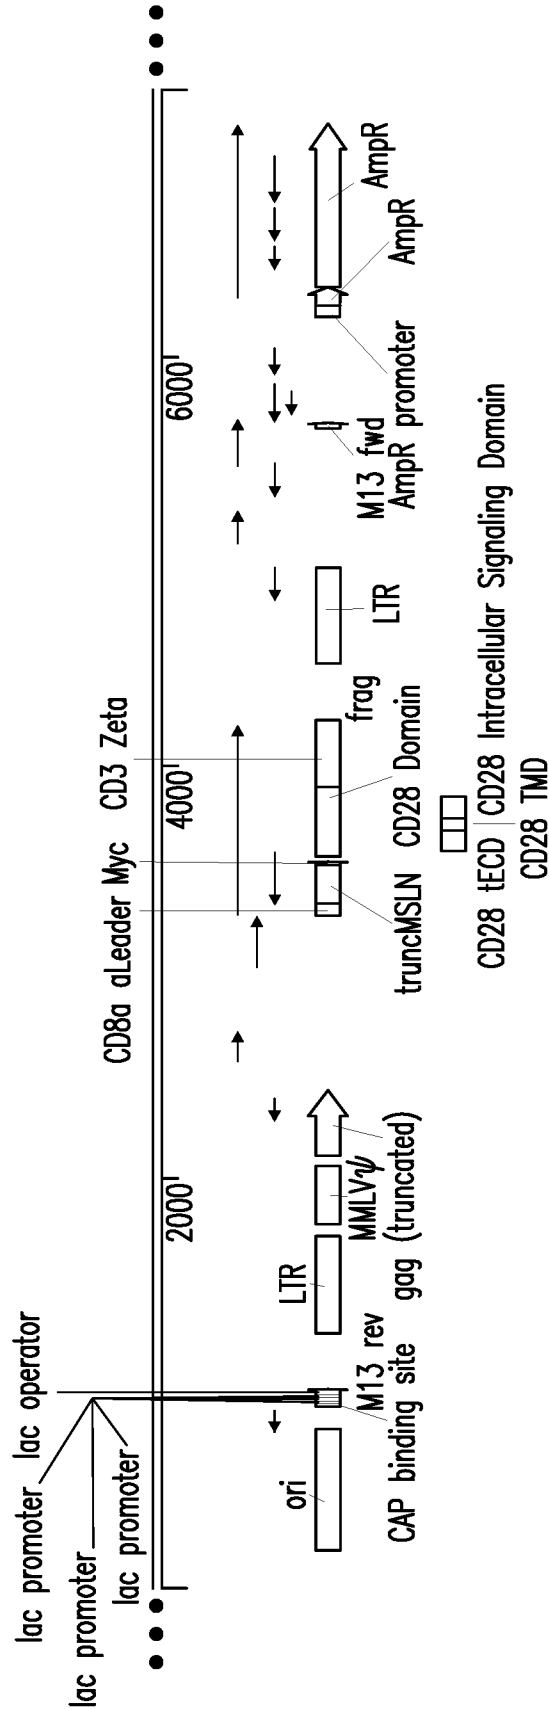 lac promoter
lac operator
lac promoter
lac promoter
CD8a aLeader
Myc
CD3 Zeta
2000
4000
6000
ori
LTR
M13 rev
CAP binding site
MMLVψ
gag (truncated)
truncMSLN
CD28 Domain
frag
LTR
M13 fwd
AmpR promoter
AmpR
AmpR
CD28 tECD
CD28 Intracellular Signaling Domain
CD28 TMD